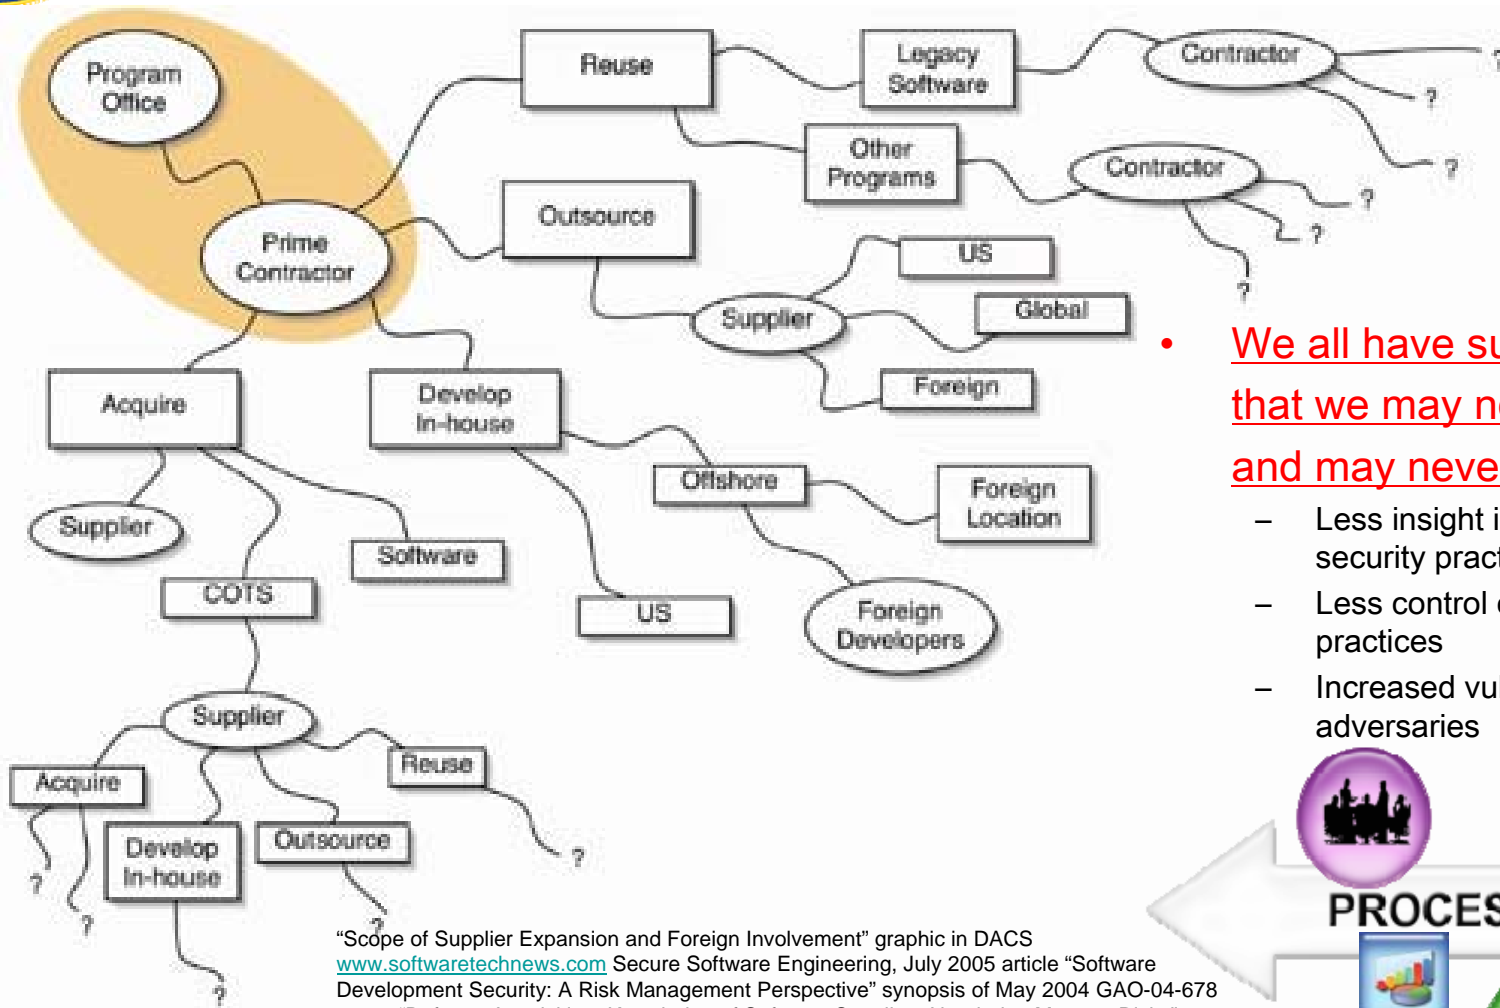 Program
Office
Prime
Contractor
Reuse
Legacy
Software
Contractor
?
?
?
Other
Programs
Contractor
?
?
?
Outsource
Supplier
US
Global
Foreign
Acquire
Supplier
COTS
Software
Develop
In-house
US
Offshore
Foreign
Location
Foreign
Developers
Supplier
Acquire
?
?
Develop
In-house
?
Outsource
?
Reuse
?
• We all have su
that we may n
and may neve
– Less insight i
security pract
– Less control
practices
– Increased vul
adversaries
PROCES
“Scope of Supplier Expansion and Foreign Involvement” graphic in DACS
www.softwaretechnews.com Secure Software Engineering, July 2005 article “Software
Development Security: A Risk Management Perspective” synopsis of May 2004 GAO-04-678